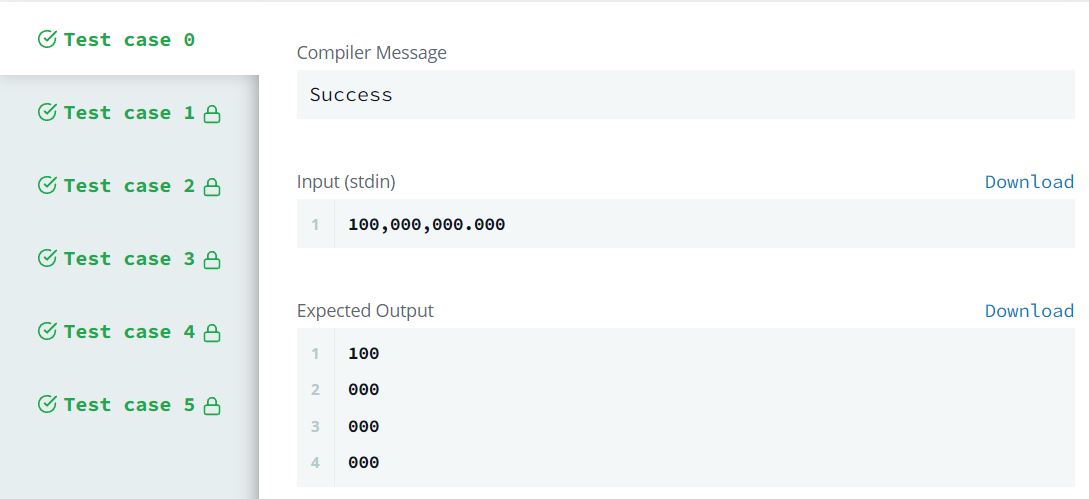 Test case 0
Test case 1
Test case 2
Test case 3
Test case 4
Test case 5
Compiler Message
Success
Input (stdin)
Download
1 100,000,000.000
Expected Output
Download
1 100
2 000
3 000
4 000